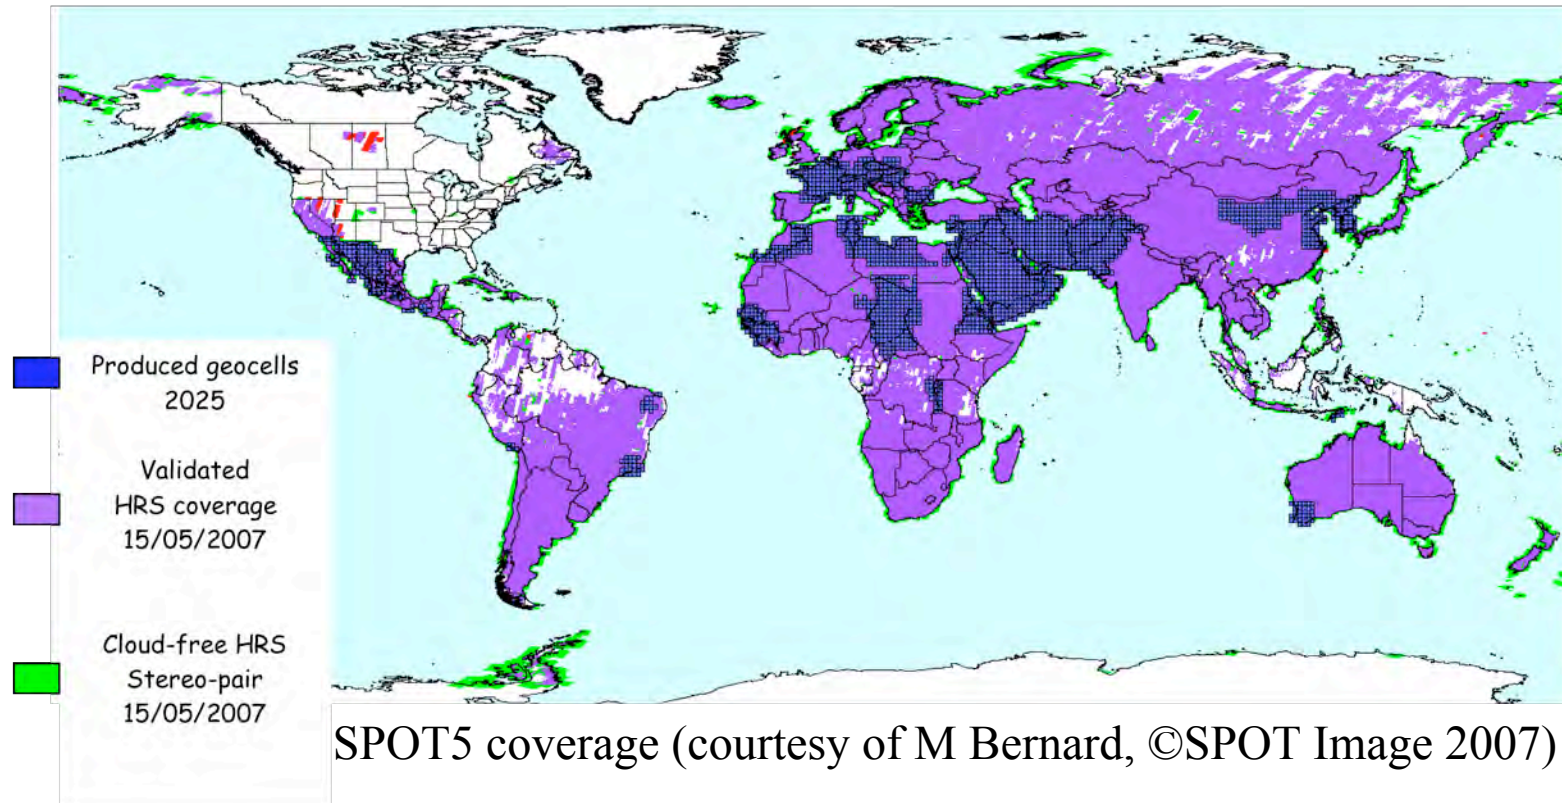 Produced geocells
2025
Validated
HRS coverage
15/05/2007
Cloud-free HRS
Stereo-pair
15/05/2007
SPOT5 coverage (courtesy of M Bernard, ©SPOT Image 2007)